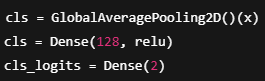 cls = GlobalAveragePooling2D()(x)
cls = Dense(128, relu)
cls_logits = Dense(2)